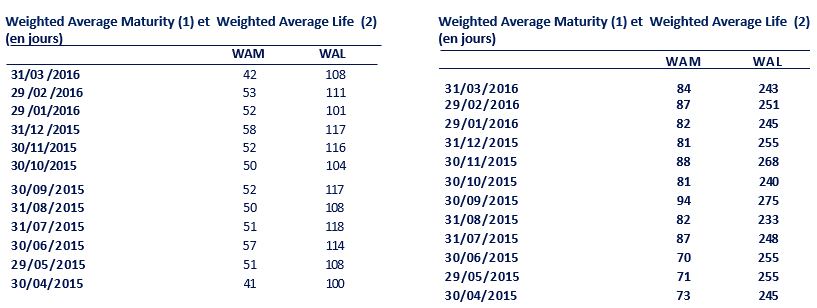 Weighted Average Maturity (1) et Weighted Average Life (2)
(en jours)
WAM WAL
31/03/2016 42 108
29/02/2016 53 111
29/01/2016 52 101
31/12/2015 58 117
30/11/2015 52 116
30/10/2015 50 104
30/09/2015 52 117
31/08/2015 50 108
31/07/2015 51 118
30/06/2015 57 114
29/05/2015 51 108
30/04/2015 41 100
Weighted Average Maturity (1) et Weighted Average Life (2)
(en jours)
WAM WAL
31/03/2016 84 243
29/02/2016 87 251
29/01/2016 82 245
31/12/2015 81 255
30/11/2015 88 268
30/10/2015 81 240
30/09/2015 94 275
31/08/2015 82 233
31/07/2015 87 248
30/06/2015 70 255
29/05/2015 71 255
30/04/2015 73 245